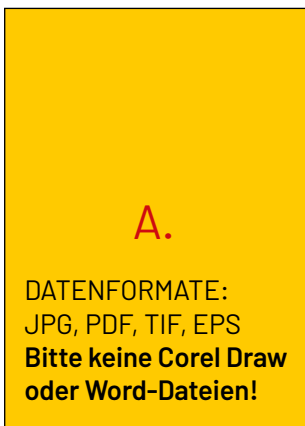 A.
DATENFORMATE:
JPG, PDF, TIF, EPS
Bitte keine Corel Draw
oder Word-Dateien!